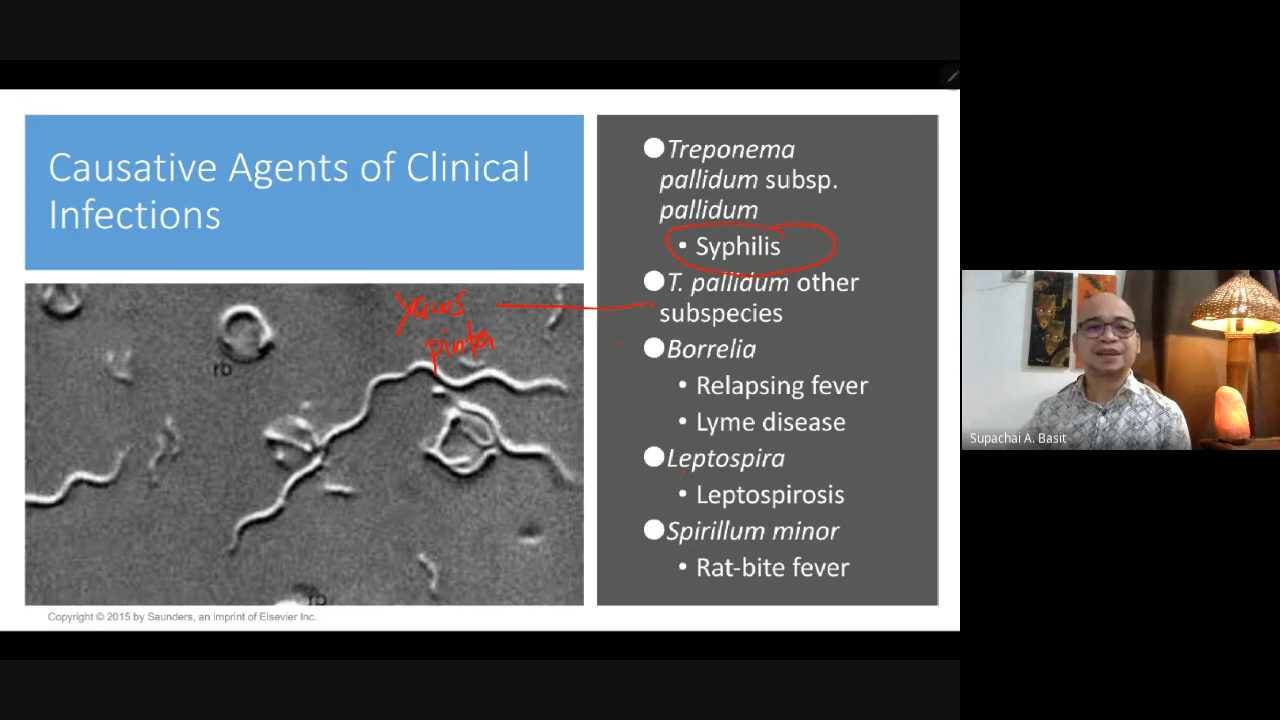 Causative Agents of Clinical
Infections
yaws
pinta
rb
rb
Copyright © 2015 by Saunders, an imprint of Elsevier Inc.
Treponema
pallidum subsp.
pallidum
• Syphilis
T. pallidum other
subspecies
Borrelia
• Relapsing fever
• Lyme disease
Leptospira
• Leptospirosis
Spirillum minor
• Rat-bite fever
Supachai A. Basit